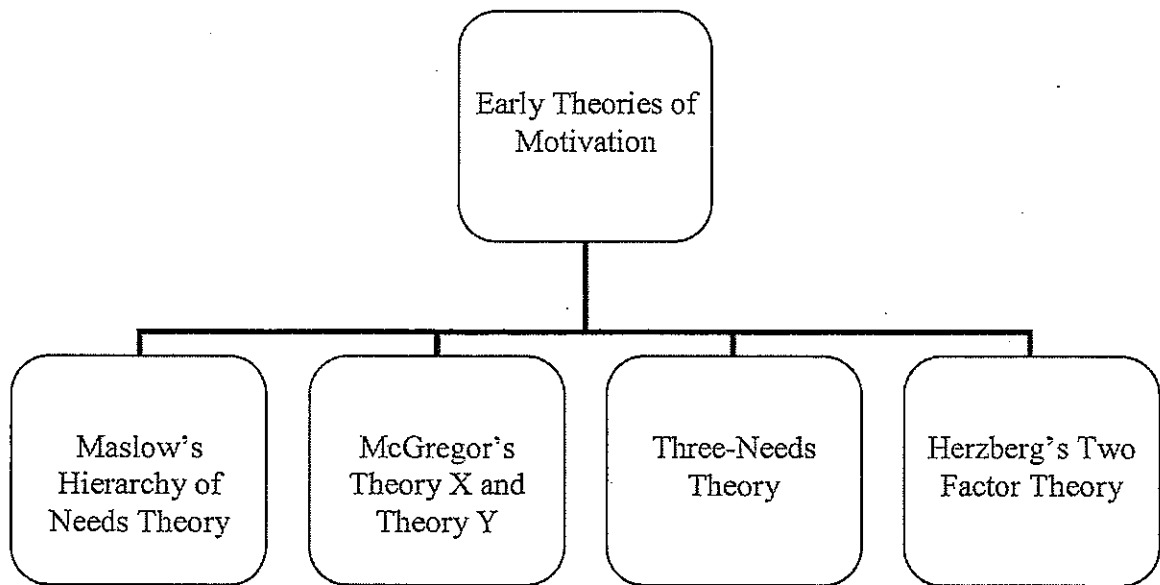 Early Theories of
Motivation
Maslow's
Hierarchy of
Needs Theory
McGregor's
Theory X and
Theory Y
Three-Needs
Theory
Herzberg's Two
Factor Theory